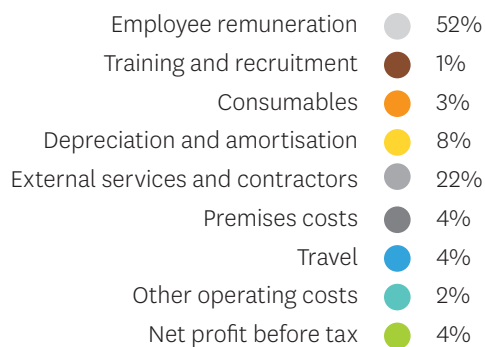 Employee remuneration 52%
Training and recruitment 1%
Consumables 3%
Depreciation and amortisation 8%
External services and contractors 22%
Premises costs 4%
Travel 4%
Other operating costs 2%
Net profit before tax 4%